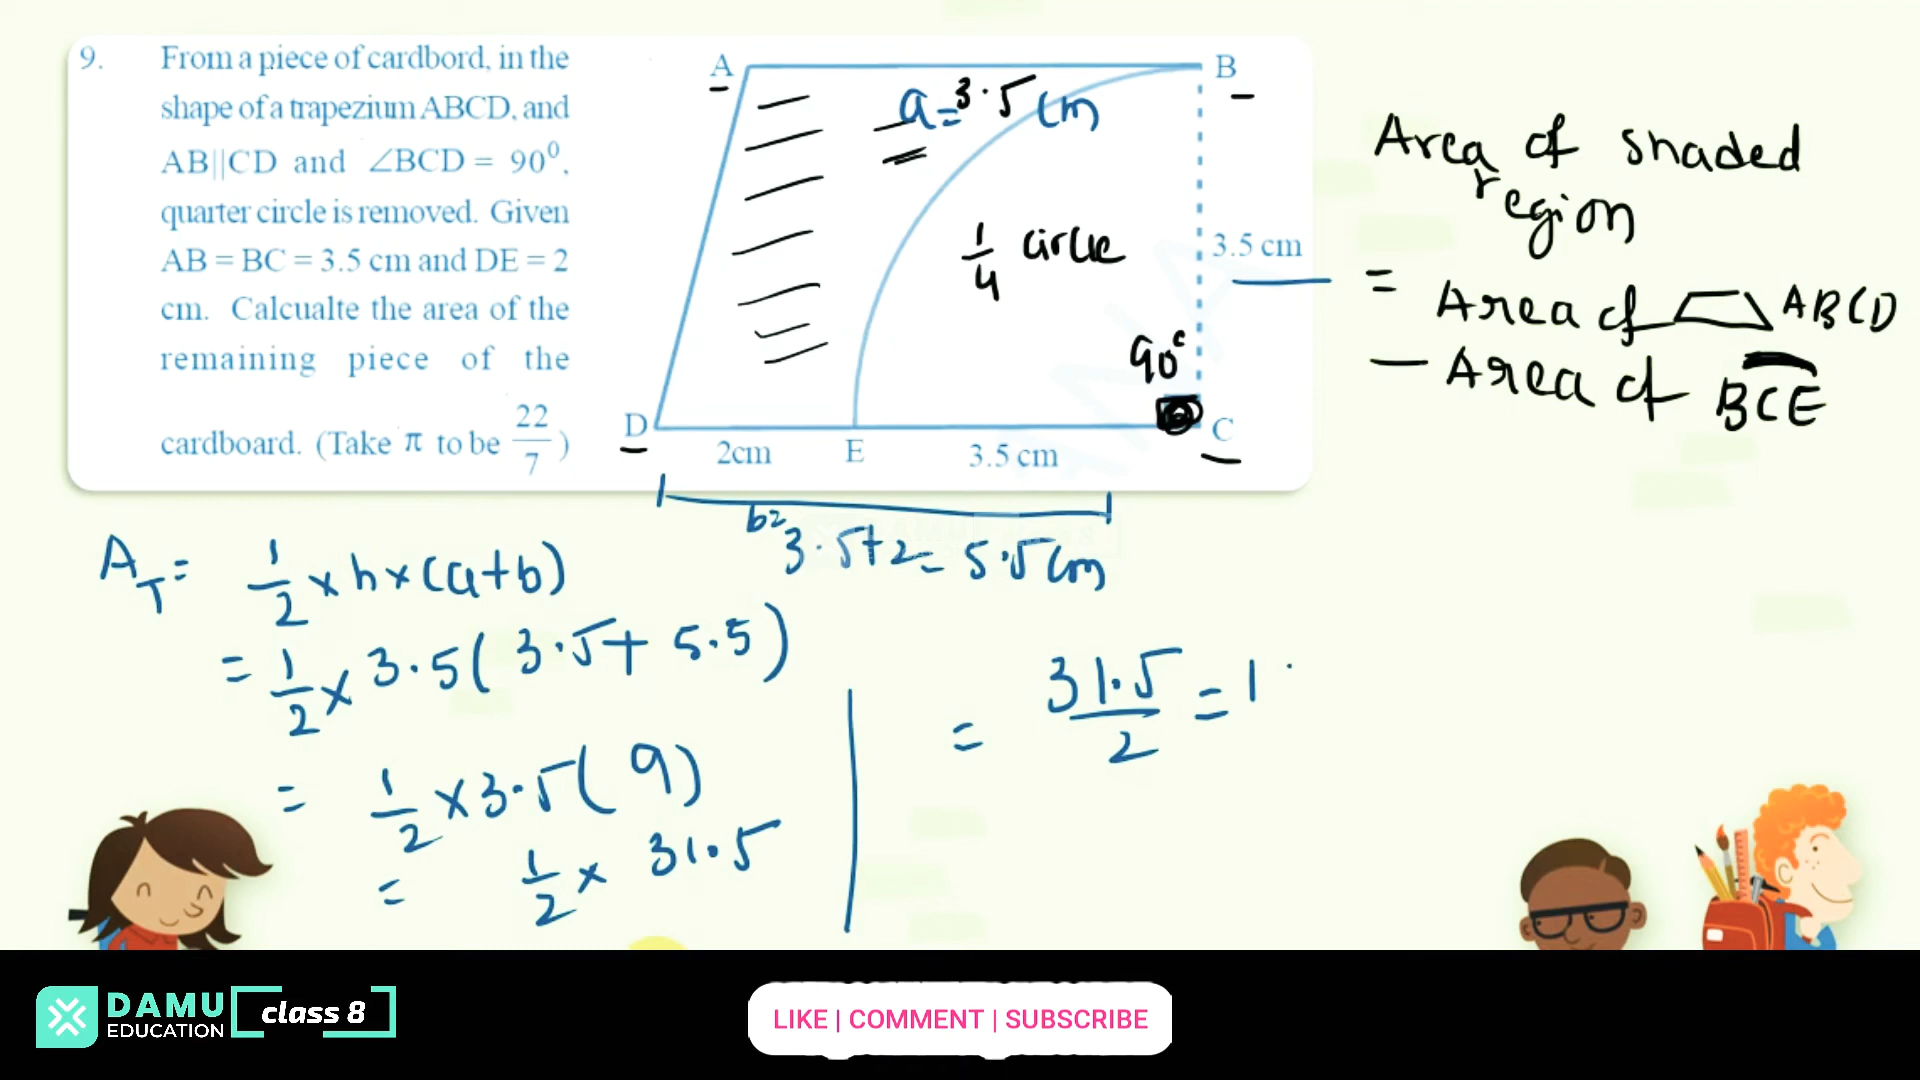 9. From a piece of cardbord, in the
shape of a trapezium ABCD, and
AB||CD and ∠BCD = 90⁰,
quarter circle is removed. Given
AB = BC = 3.5 cm and DE = 2
cm. Calcualte the area of the
remaining piece of the
cardboard. (Take π to be 22/7)
A B
a=3.5 cm
1/4 circle
3.5 cm
90°
D C
2cm E 3.5 cm
b=
3.5+2=5.5cm
Area of shaded
region
= Area of ABCD
— Area of BCE
A_T = 1/2 × h × (a+b)
= 1/2 × 3.5( 3.5+ 5.5)
= 1/2 × 3.5( 9)
= 1/2 × 31.5
= 31.5/2 = 1.
DAMU
EDUCATION
class 8
LIKE | COMMENT | SUBSCRIBE